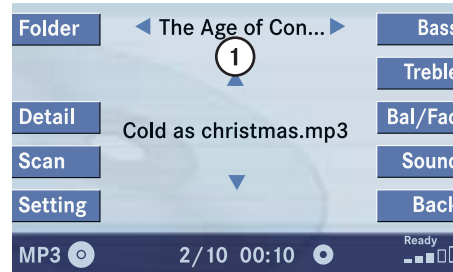 Folder
The Age of Con...
Bass
1
Treble
Detail
Cold as christmas.mp3
Bal/Fad
Scan
Sound
Setting
Back
MP3
2/10 00:10
Ready